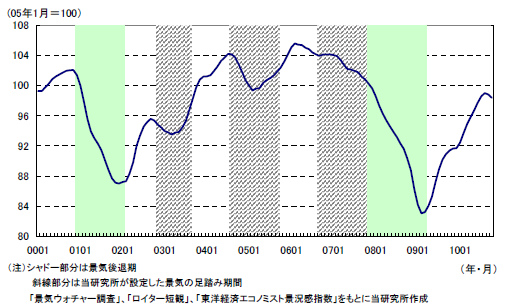 (05年1月＝100)
108
104
100
96
92
88
84
80
0001 0101 0201 0301 0401 0501 0601 0701 0801 0901 1001
(年・月)
（注）シャドー部分は景気後退期
斜線部分は当研究所が設定した景気の足踏み期間
「景気ウォチャー調査」、「ロイター短観」、「東洋経済エコノミスト景況感指数」をもとに当研究所作成